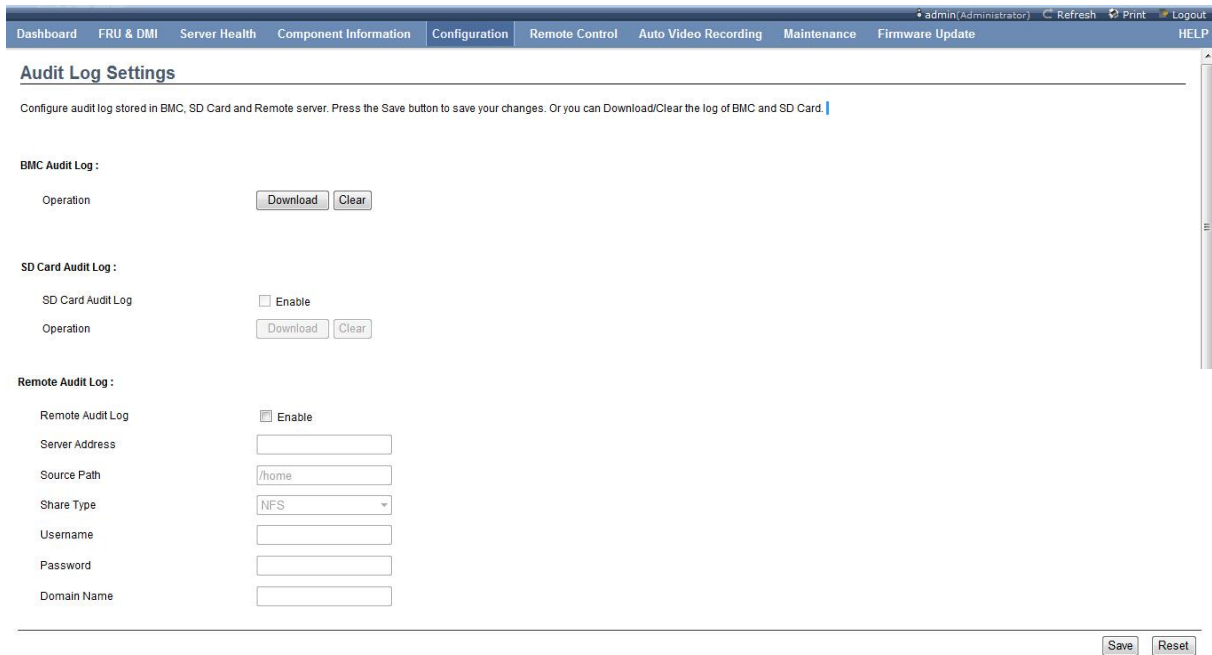 admin(Administrator) Refresh Print Logout
Dashboard FRU & DMI Server Health Component Information Configuration Remote Control Auto Video Recording Maintenance Firmware Update HELP
Audit Log Settings
Configure audit log stored in BMC, SD Card and Remote server. Press the Save button to save your changes. Or you can Download/Clear the log of BMC and SD Card.
BMC Audit Log :
Operation Download Clear
SD Card Audit Log :
SD Card Audit Log Enable
Operation Download Clear
Remote Audit Log :
Remote Audit Log Enable
Server Address
Source Path /home
Share Type NFS
Username
Password
Domain Name
Save Reset